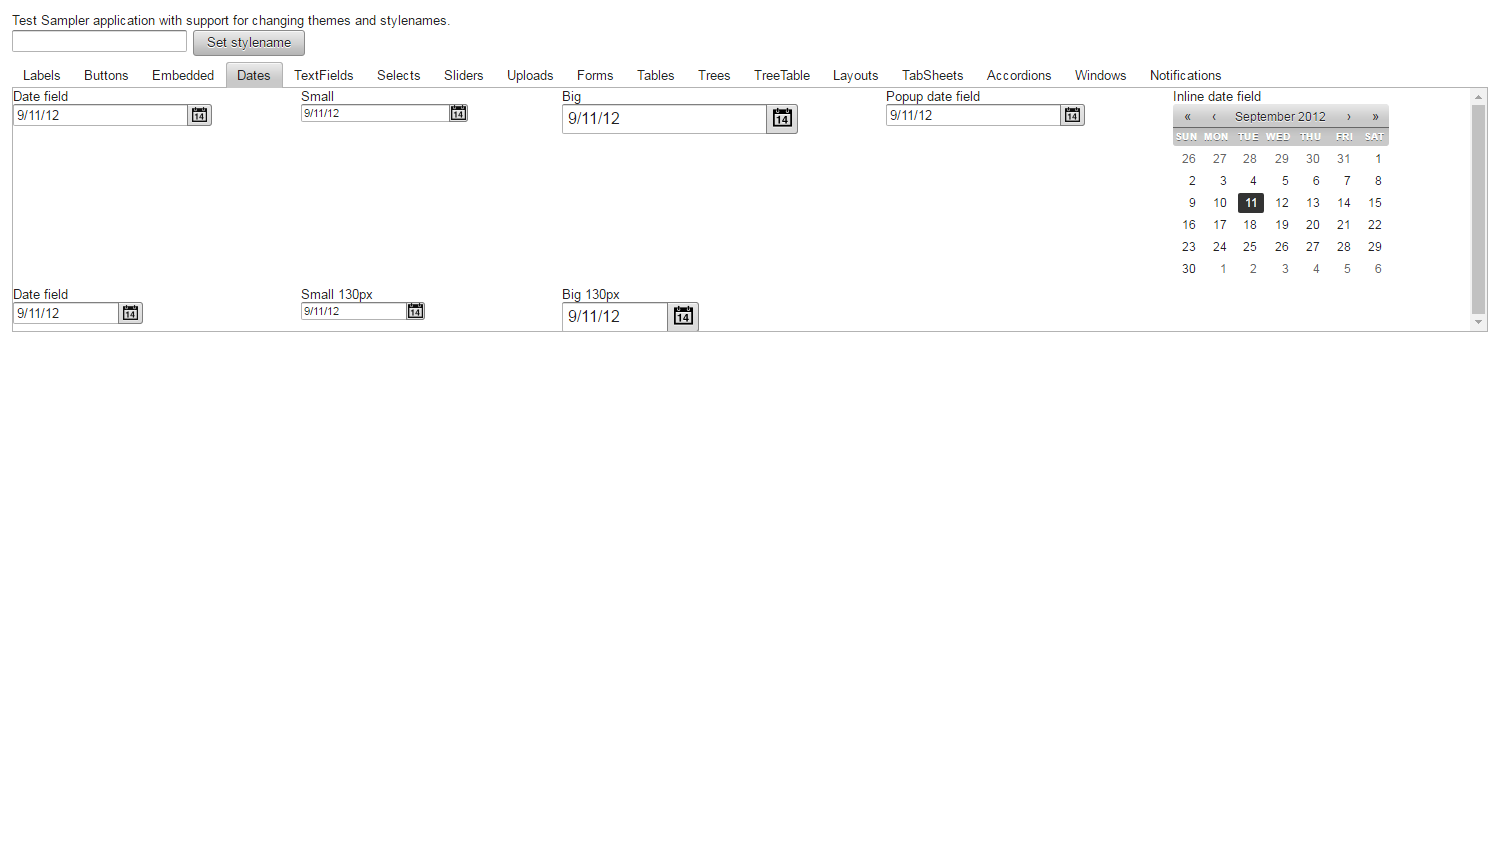 Test Sampler application with support for changing themes and stylenames.
Set stylename
Labels Buttons Embedded Dates TextFields Selects Sliders Uploads Forms Tables Trees TreeTable Layouts TabSheets Accordions Windows Notifications
Date field Small Big Popup date field Inline date field
9/11/12 14 9/11/12 14 9/11/12 14 9/11/12 14
« ‹ September 2012 › »
SUN MON TUE WED THU FRI SAT
26 27 28 29 30 31 1
2 3 4 5 6 7 8
9 10 11 12 13 14 15
16 17 18 19 20 21 22
23 24 25 26 27 28 29
30 1 2 3 4 5 6
Date field Small 130px Big 130px
9/11/12 14 9/11/12 14 9/11/12 14